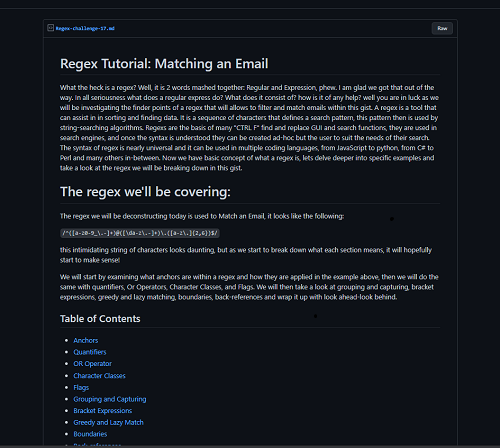 Regex-challenge-17.md
Raw
Regex Tutorial: Matching an Email
What the heck is a regex? Well, it is 2 words mashed together: Regular and Expression, phew. I am glad we got that out of the
way. In all seriousness what does a regular express do? What does it consist of? how is it of any help? well you are in luck as we
will be investigating the finder points of a regex that will allows to filter and match emails within this gist. A regex is a tool that
can assist in in sorting and finding data. It is a sequence of characters that defines a search pattern, this pattern then is used by
string-searching algorithms. Regexs are the basis of many "CTRL F" find and replace GUI and search functions, they are used in
search engines, and once the syntax is understood they can be created ad-hoc but the user to suit the needs of their search.
The syntax of regex is nearly universal and it can be used in multiple coding languages, from JavaScript to python, from C# to
Perl and many others in-between. Now we have basic concept of what a regex is, lets delve deeper into specific examples and
take a look at the regex we will be breaking down in this gist.
The regex we'll be covering:
The regex we will be deconstructing today is used to Match an Email, it looks like the following:
/^([a-z0-9_\.-]+)@([\da-z\.-]+)\.([a-z\.]{2,6})$/
this intimidating string of characters looks daunting, but as we start to break down what each section means, it will hopefully
start to make sense!
We will start by examining what anchors are within a regex and how they are applied in the example above, then we will do the
same with quantifiers, Or Operators, Character Classes, and Flags. We will then take a look at grouping and capturing, bracket
expressions, greedy and lazy matching, boundaries, back-references and wrap it up with look ahead-look behind.
Table of Contents
Anchors
Quantifiers
OR Operator
Character Classes
Flags
Grouping and Capturing
Bracket Expressions
Greedy and Lazy Match
Boundaries